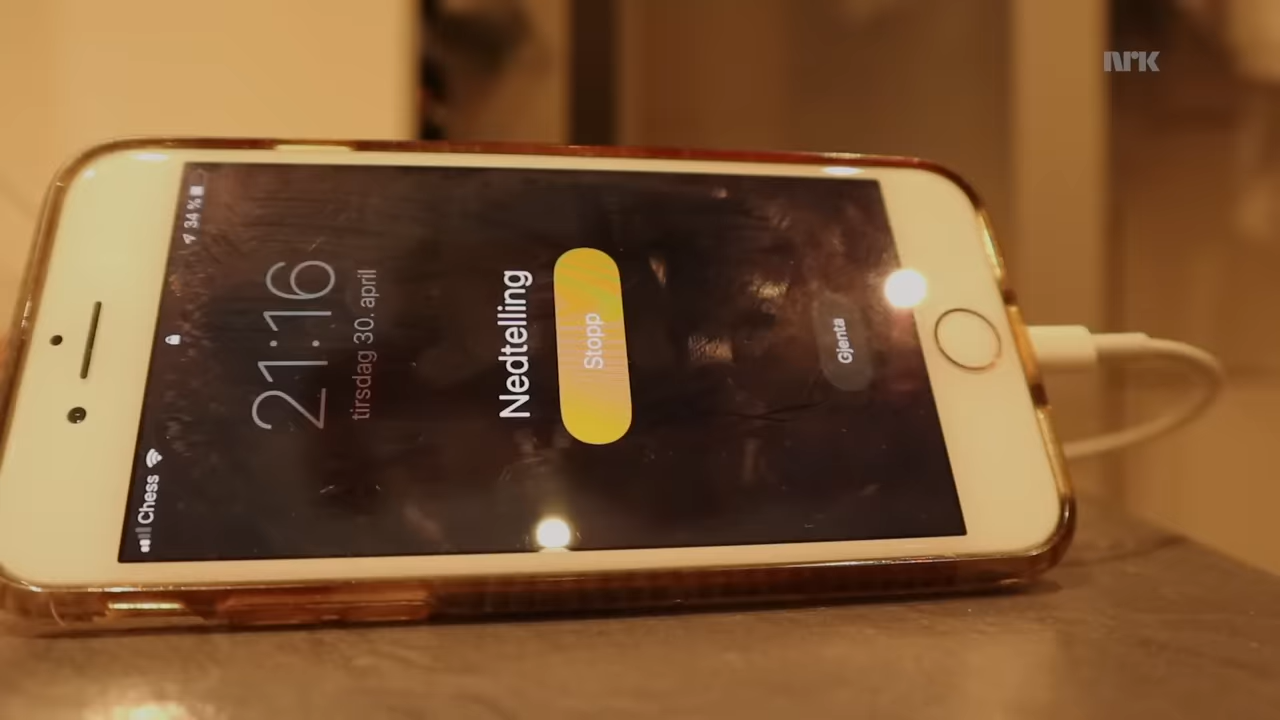 nrk
Chess
34 %
21:16
tirsdag 30. april
Nedtelling
Stopp
Gjenta